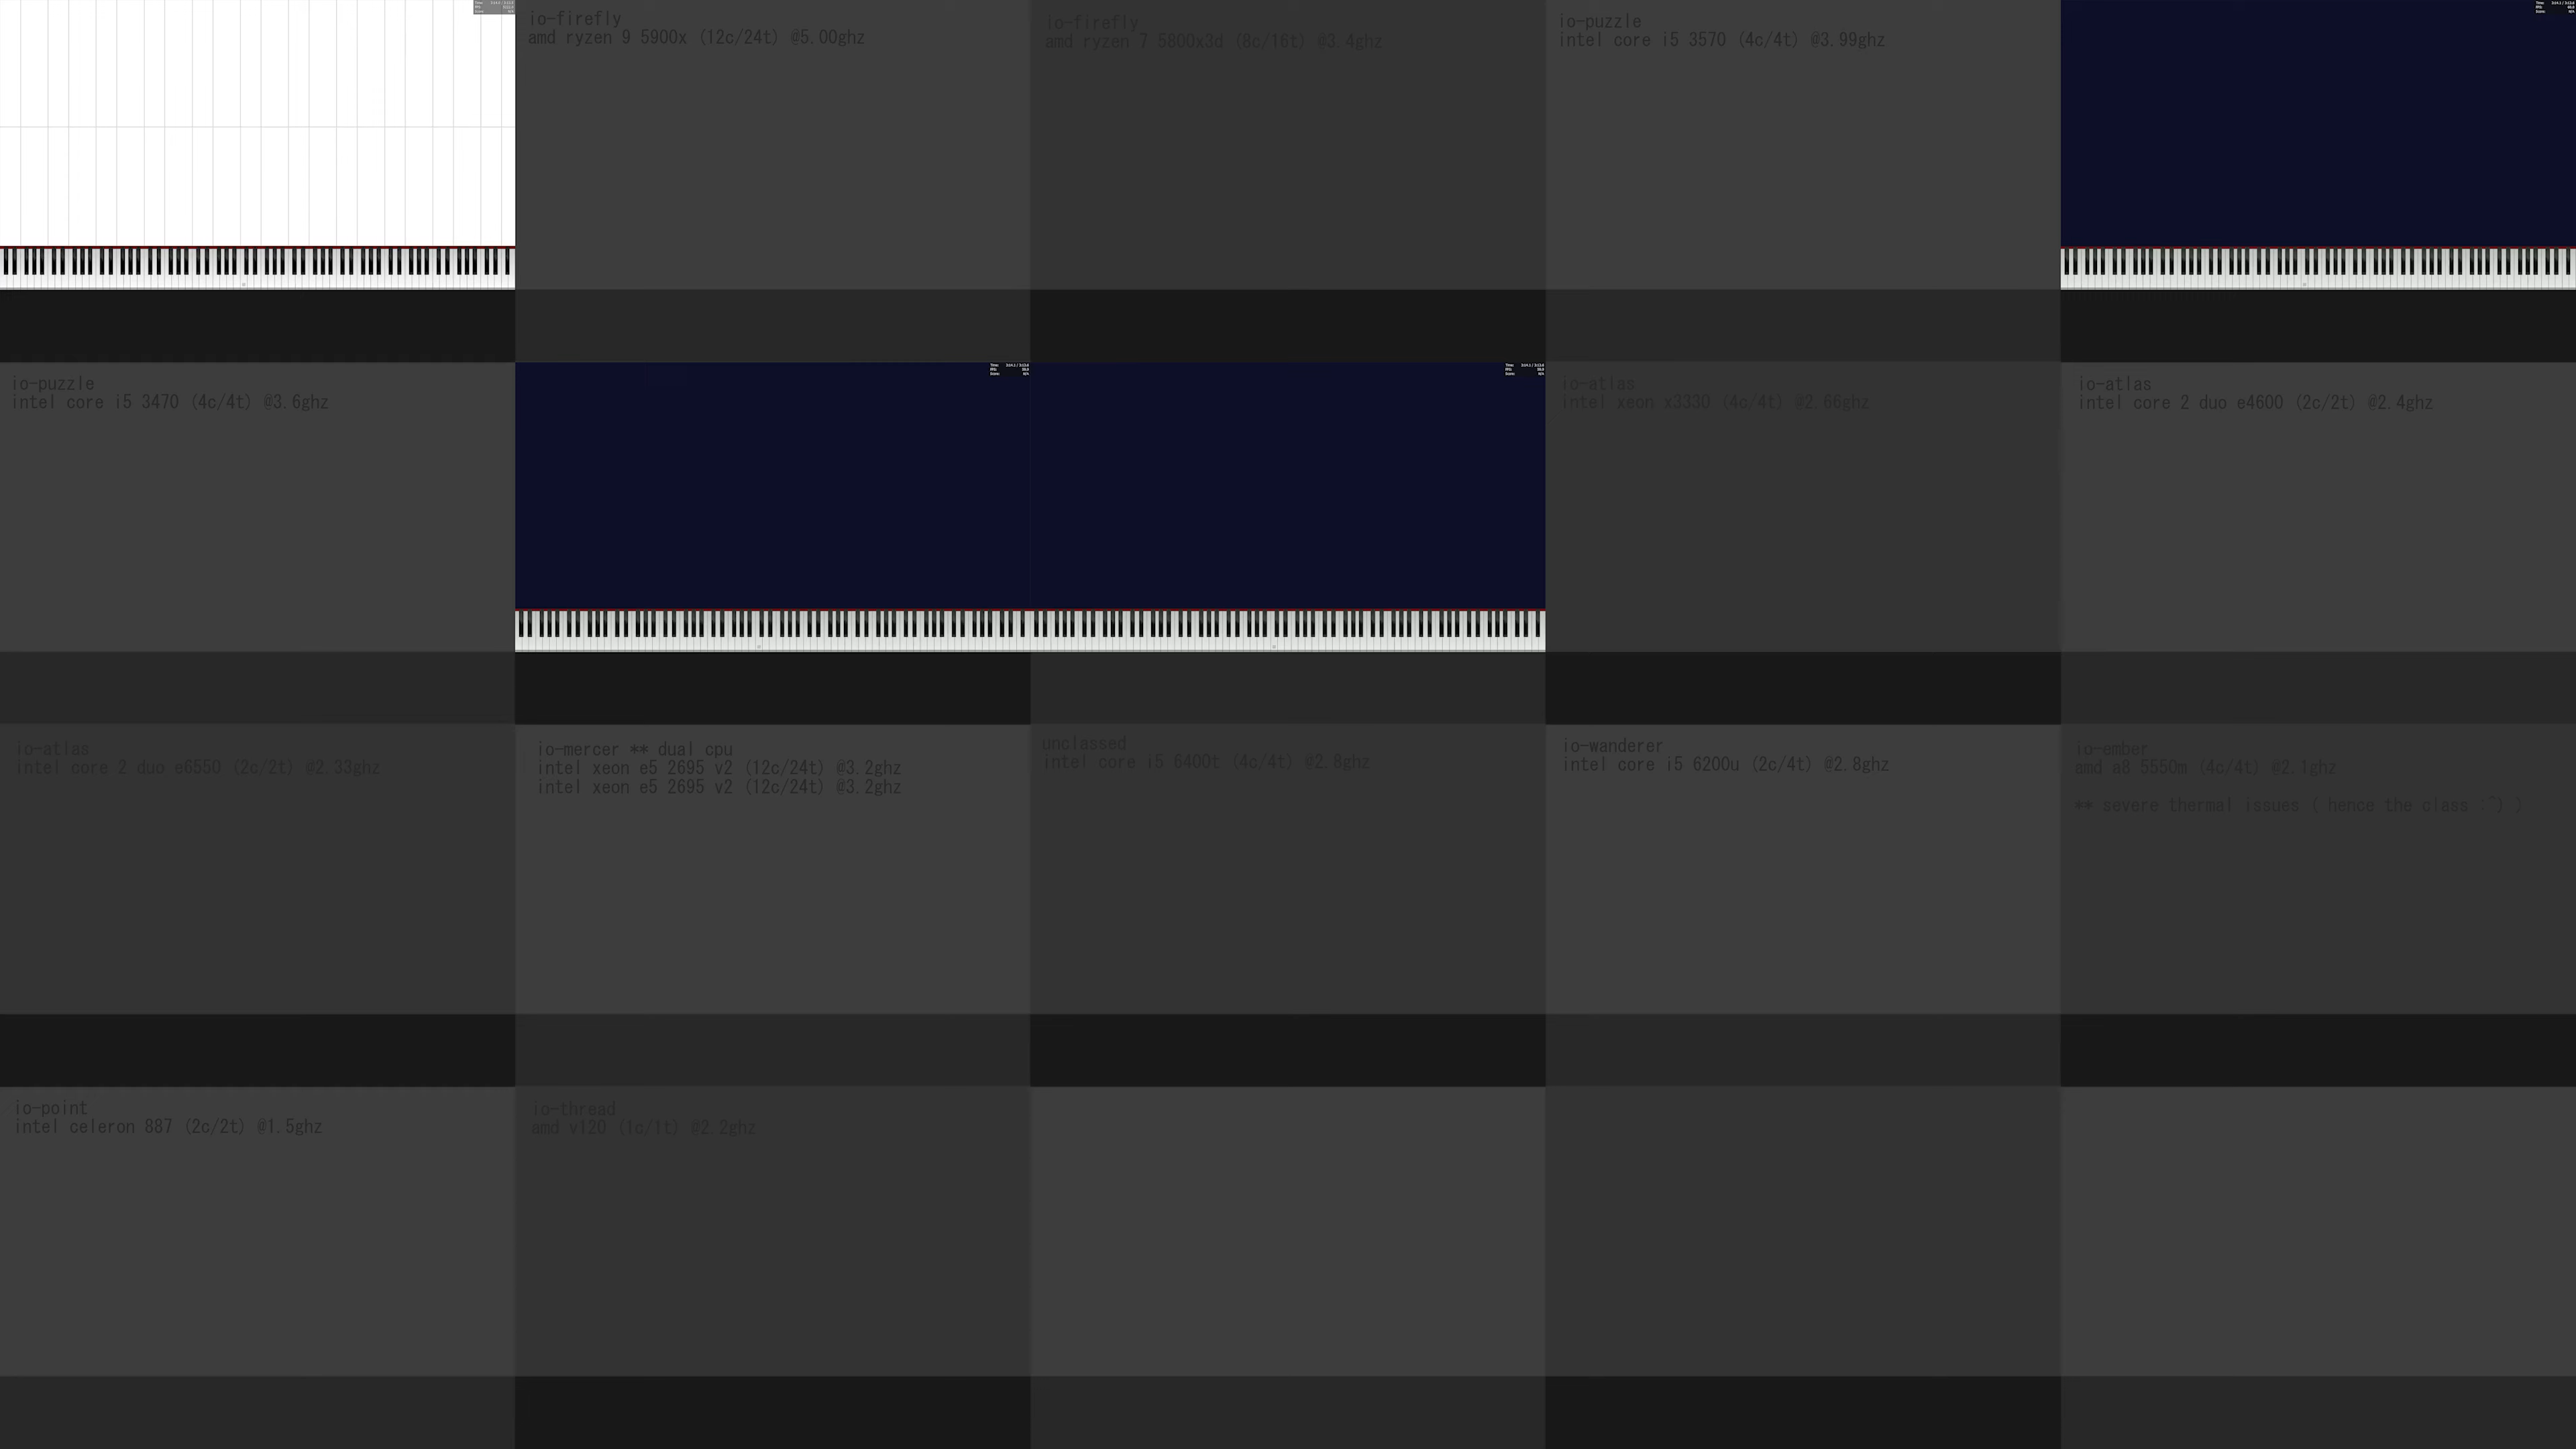 io-firefly
amd ryzen 9 5900x (12c/24t) @5.00ghz
io-firefly
amd ryzen 7 5800x3d (8c/16t) @3.4ghz
io-puzzle
intel core i5 3570 (4c/4t) @3.99ghz
io-puzzle
intel core i5 3470 (4c/4t) @3.6ghz
io-atlas
intel xeon x3330 (4c/4t) @2.66ghz
io-atlas
intel core 2 duo e4600 (2c/2t) @2.4ghz
io-atlas
intel core 2 duo e6550 (2c/2t) @2.33ghz
io-mercer ** dual cpu
intel xeon e5 2695 v2 (12c/24t) @3.2ghz
intel xeon e5 2695 v2 (12c/24t) @3.2ghz
unclassed
intel core i5 6400t (4c/4t) @2.8ghz
io-wanderer
intel core i5 6200u (2c/4t) @2.8ghz
io-ember
amd a8 5550m (4c/4t) @2.1ghz
** severe thermal issues ( hence the class :^) )
io-point
intel celeron 887 (2c/2t) @1.5ghz
io-thread
amd v120 (1c/1t) @2.2ghz